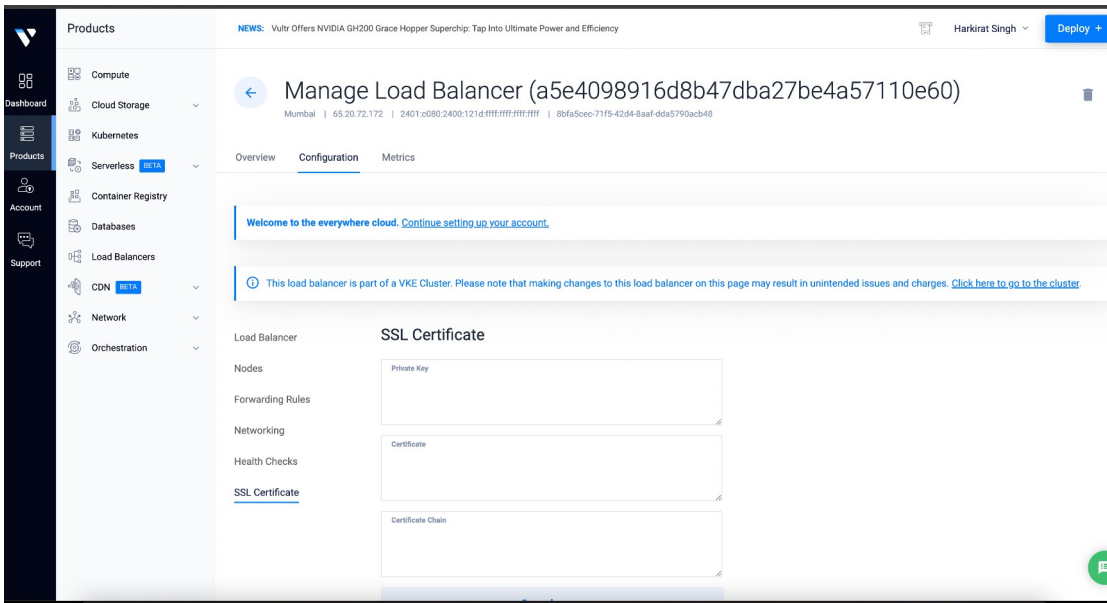 Products
NEWS: Vultr Offers NVIDIA GH200 Grace Hopper Superchip: Tap Into Ultimate Power and Efficiency
Harkirat Singh
Deploy +
Dashboard
Products
Account
Support
Compute
Cloud Storage
Kubernetes
Serverless BETA
Container Registry
Databases
Load Balancers
CDN BETA
Network
Orchestration
Manage Load Balancer (a5e4098916d8b47dba27be4a57110e60)
Mumbai | 65.20.72.172 | 2401:c080:2400:121d:ffff:ffff:ffff:ffff | 8bfa5cec-71f5-42d4-8aaf-dda5790acb48
Overview Configuration Metrics
Welcome to the everywhere cloud. Continue setting up your account.
This load balancer is part of a VKE Cluster. Please note that making changes to this load balancer on this page may result in unintended issues and charges. Click here to go to the cluster.
Load Balancer
Nodes
Forwarding Rules
Networking
Health Checks
SSL Certificate
SSL Certificate
Private Key
Certificate
Certificate Chain